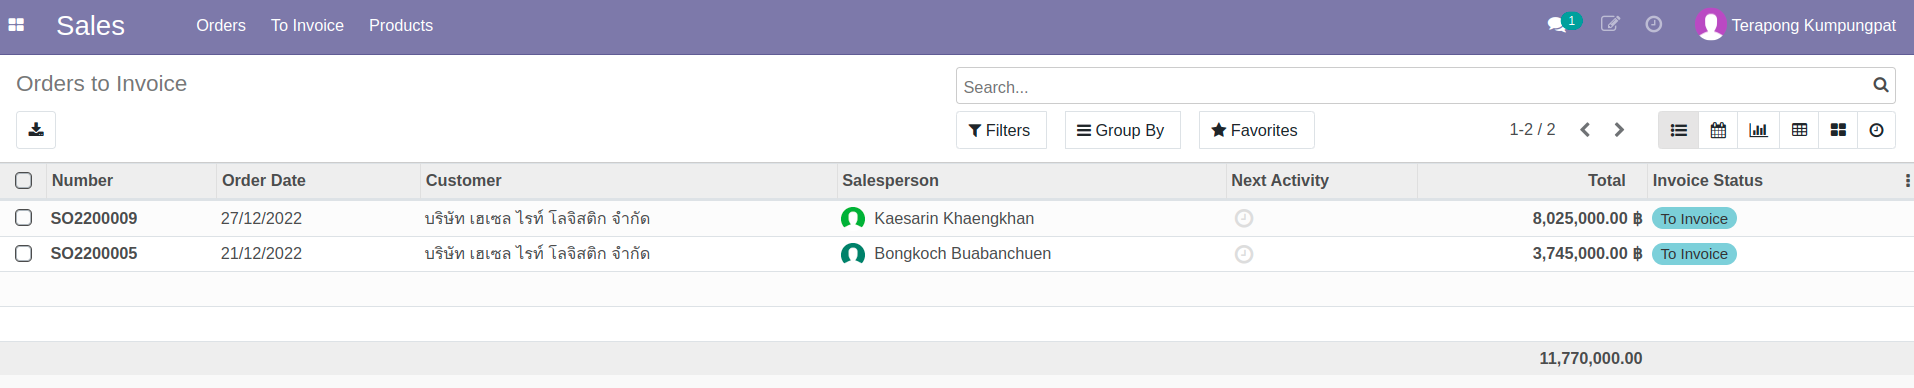 Sales Orders To Invoice Products 1 Terapong Kumpungpat
Orders to Invoice
Search...
Filters Group By Favorites 1-2 / 2
Number Order Date Customer Salesperson Next Activity Total Invoice Status
SO2200009 27/12/2022 บริษัท เฮเซล ไรท์ โลจิสติก จำกัด Kaesarin Khaengkhan 8,025,000.00 ฿ To Invoice
SO2200005 21/12/2022 บริษัท เฮเซล ไรท์ โลจิสติก จำกัด Bongkoch Buabanchuen 3,745,000.00 ฿ To Invoice
11,770,000.00